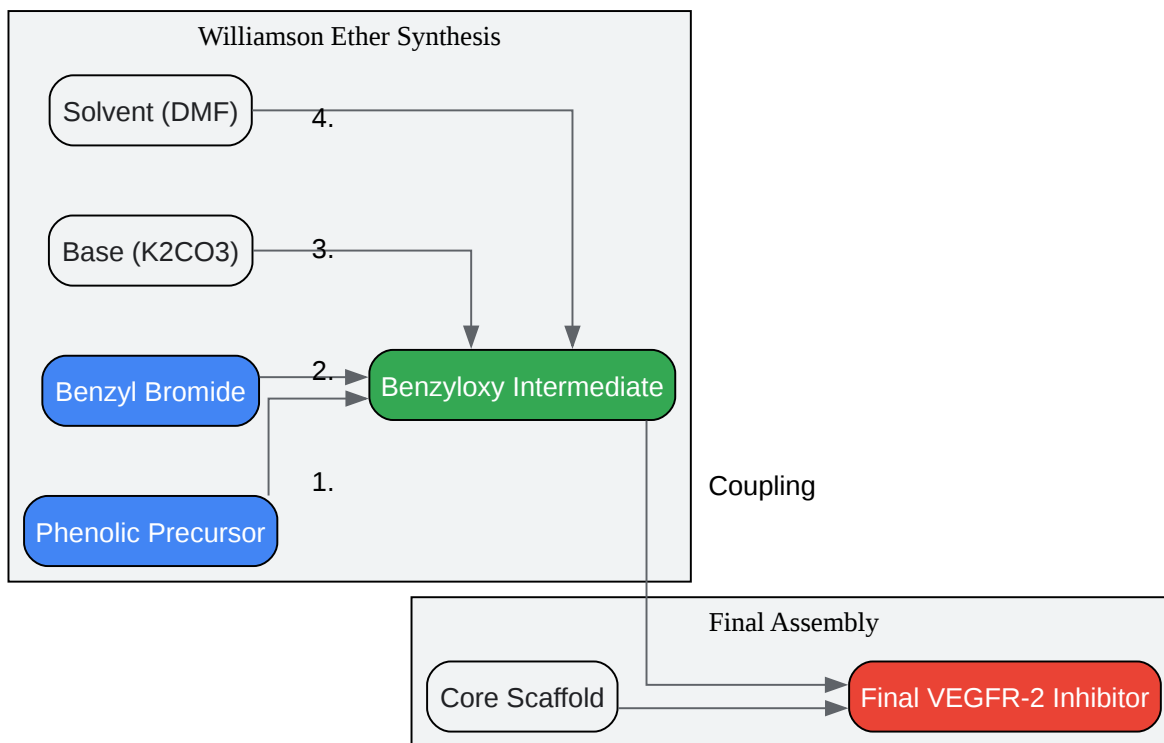 Williamson Ether Synthesis
Solvent (DMF)
4.
Base (K2CO3)
3.
Benzyl Bromide
2.
Benzyloxy Intermediate
1.
Phenolic Precursor
Coupling
Final Assembly
Core Scaffold
Final VEGFR-2 Inhibitor